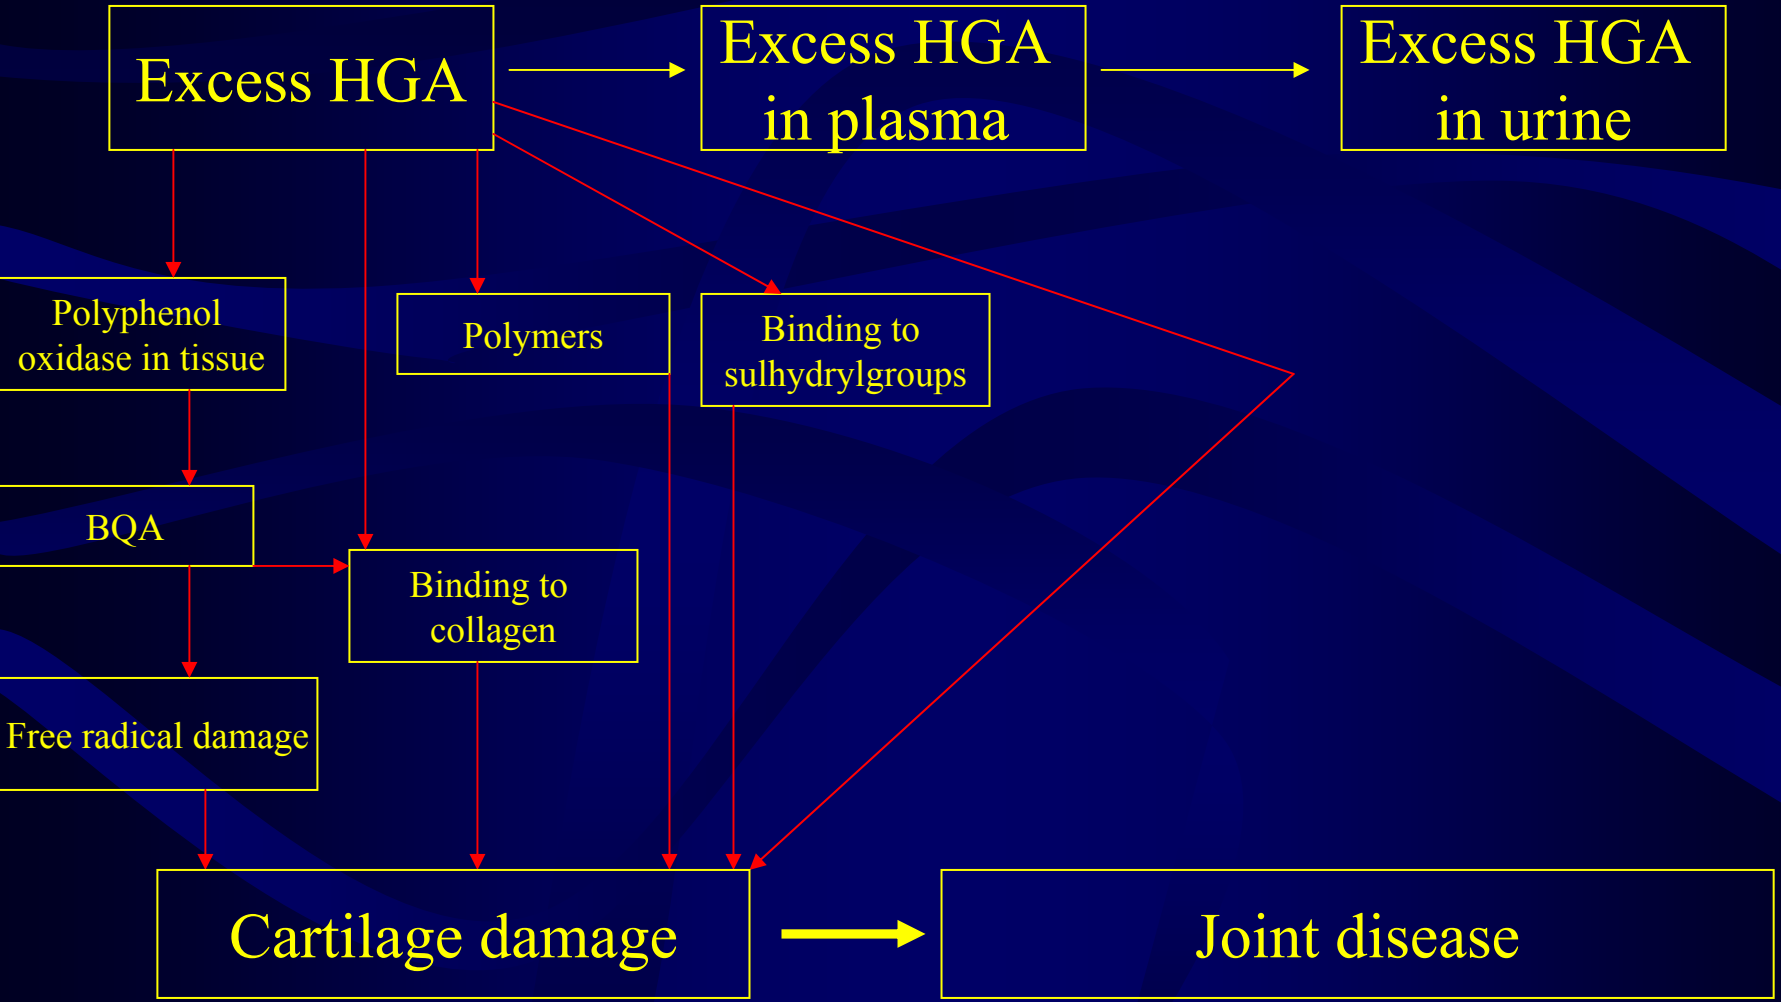 Excess HGA
Excess HGA
in plasma
Excess HGA
in urine
Polyphenol
oxidase in tissue
Polymers
Binding to
sulhydrylgroups
BQA
Binding to
collagen
Free radical damage
Cartilage damage
Joint disease